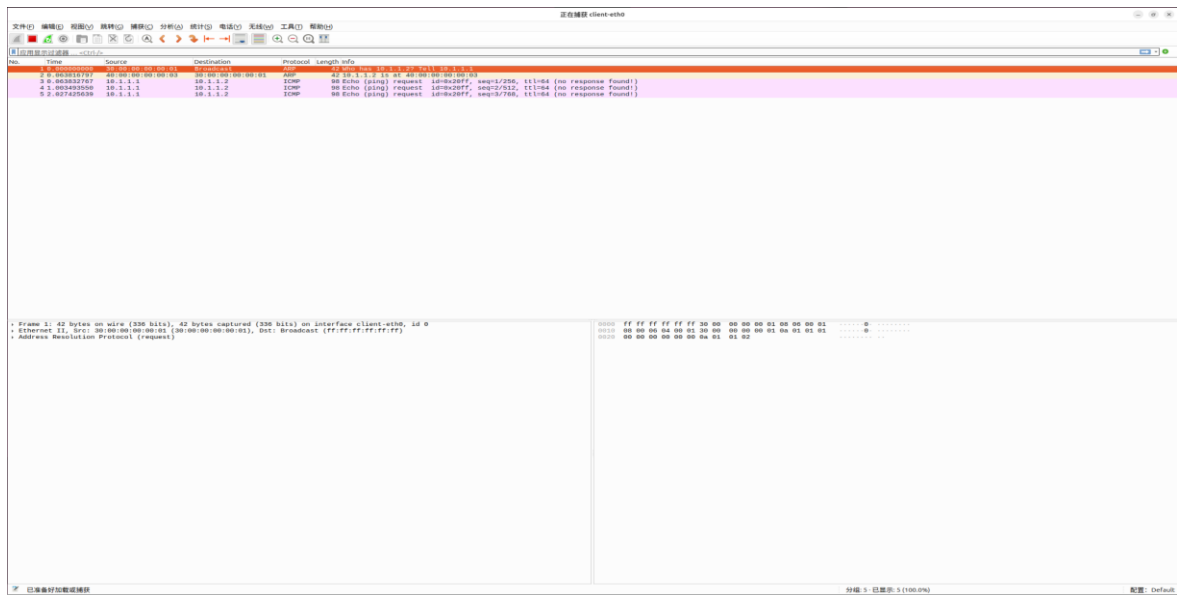 正在捕获 client-eth0
文件(F) 编辑(E) 视图(V) 跳转(G) 捕获(C) 分析(A) 统计(S) 电话(Y) 无线(W) 工具(T) 帮助(H)
应用显示过滤器 … <Ctrl-/>
No. Time Source Destination Protocol Length Info
1 0.000000000 30:00:00:00:00:01 Broadcast ARP 42 Who has 10.1.1.2? Tell 10.1.1.1
2 0.063810797 40:00:00:00:00:03 30:00:00:00:00:01 ARP 42 10.1.1.2 is at 40:00:00:00:00:03
3 0.063832767 10.1.1.1 10.1.1.2 ICMP 98 Echo (ping) request id=0x20ff, seq=1/256, ttl=64 (no response found!)
4 1.003493550 10.1.1.1 10.1.1.2 ICMP 98 Echo (ping) request id=0x20ff, seq=2/512, ttl=64 (no response found!)
5 2.027425639 10.1.1.1 10.1.1.2 ICMP 98 Echo (ping) request id=0x20ff, seq=3/768, ttl=64 (no response found!)
Frame 1: 42 bytes on wire (336 bits), 42 bytes captured (336 bits) on interface client-eth0, id 0
Ethernet II, Src: 30:00:00:00:00:01 (30:00:00:00:00:01), Dst: Broadcast (ff:ff:ff:ff:ff:ff)
Address Resolution Protocol (request)
0000 ff ff ff ff ff ff 30 00 00 00 00 01 08 06 00 01 ······0· ········
0010 08 00 06 04 00 01 30 00 00 00 00 01 0a 01 01 01 ······0· ········
0020 00 00 00 00 00 00 0a 01 01 02 ········ ··
已准备好加载或捕获
分组: 5 · 已显示: 5 (100.0%)
配置: Default